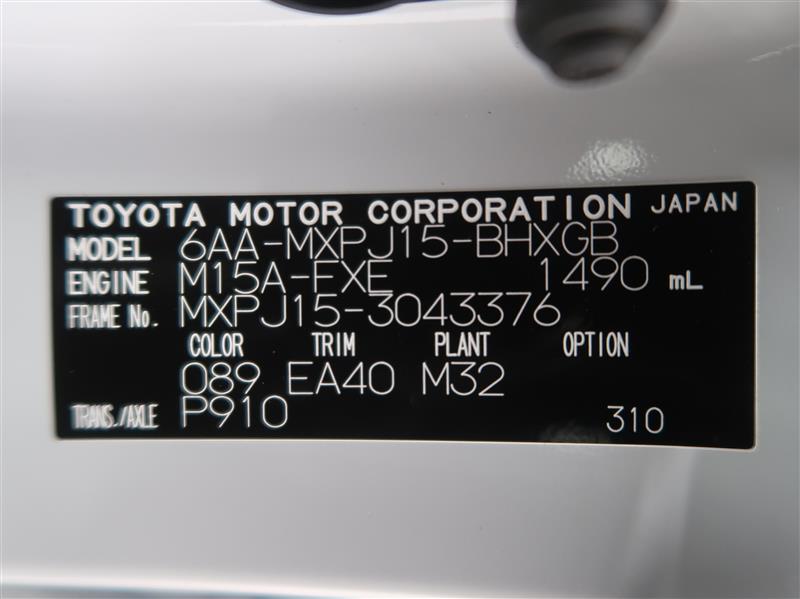 TOYOTA MOTOR CORPORATION JAPAN
MODEL 6AA-MXPJ15-BHXGB
ENGINE M15A-FXE 1490 mL
FRAME No. MXPJ15-3043376
COLOR TRIM PLANT OPTION
089 EA40 M32
TRANS./AXLE P910 310